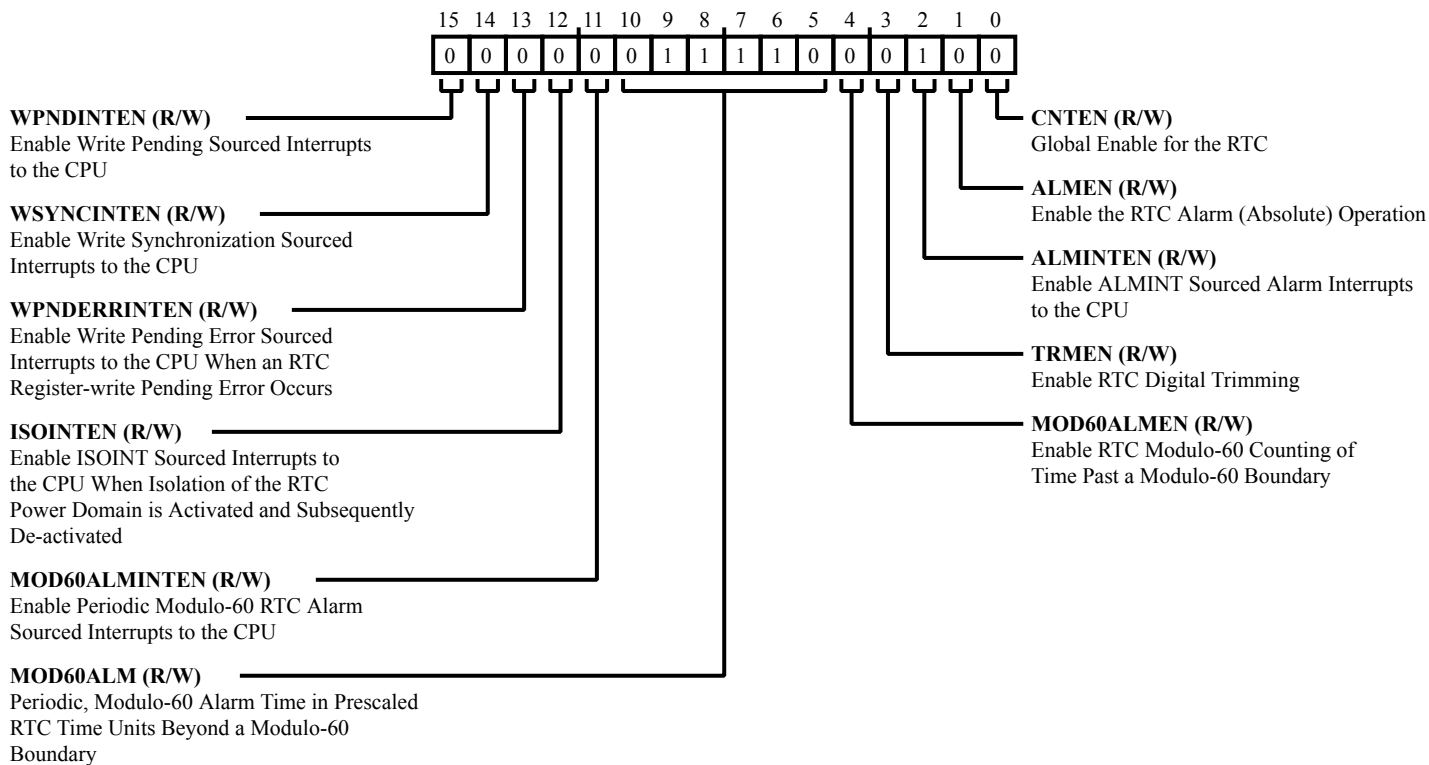 15 14 13 12 11 10 9 8 7 6 5 4 3 2 1 0
0 0 0 0 0 0 1 1 1 1 0 0 0 1 0 0
WPNDINTEN (R/W)
Enable Write Pending Sourced Interrupts
to the CPU
WSYNCINTEN (R/W)
Enable Write Synchronization Sourced
Interrupts to the CPU
WPNDERRINTEN (R/W)
Enable Write Pending Error Sourced
Interrupts to the CPU When an RTC
Register-write Pending Error Occurs
ISOINTEN (R/W)
Enable ISOINT Sourced Interrupts to
the CPU When Isolation of the RTC
Power Domain is Activated and Subsequently
De-activated
MOD60ALMINTEN (R/W)
Enable Periodic Modulo-60 RTC Alarm
Sourced Interrupts to the CPU
MOD60ALM (R/W)
Periodic, Modulo-60 Alarm Time in Prescaled
RTC Time Units Beyond a Modulo-60
Boundary
CNTEN (R/W)
Global Enable for the RTC
ALMEN (R/W)
Enable the RTC Alarm (Absolute) Operation
ALMINTEN (R/W)
Enable ALMINT Sourced Alarm Interrupts
to the CPU
TRMEN (R/W)
Enable RTC Digital Trimming
MOD60ALMEN (R/W)
Enable RTC Modulo-60 Counting of
Time Past a Modulo-60 Boundary